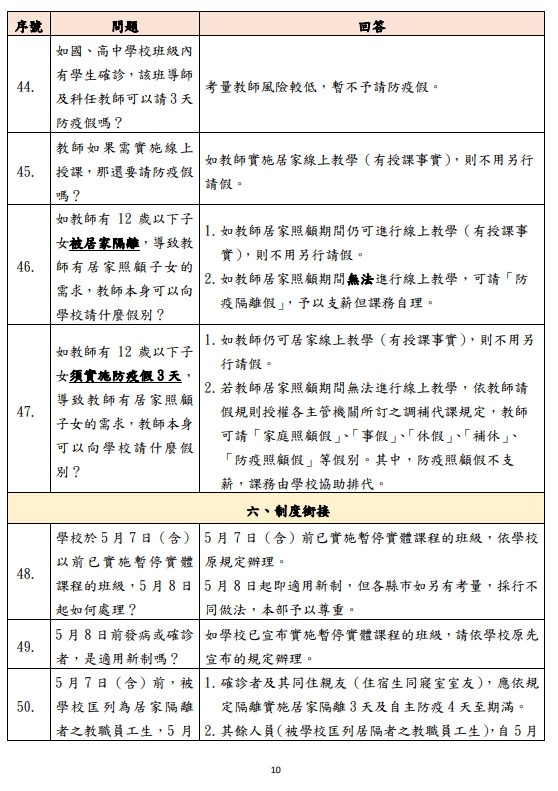 序號 問題 回答
44.
如國、高中學校班級內
有學生確診，該班導師
及科任教師可以請3天
防疫假嗎？
考量教師風險較低，暫不予請防疫假。
45.
教師如果需實施線上
授課，那還要請防疫假
嗎？
如教師實施居家線上教學（有授課事實），則不用另行
請假。
46.
如教師有 12 歲以下子
女被居家隔離，導致教
師有居家照顧子女的
需求，教師本身可以向
學校請什麼假別？
1. 如教師居家照顧期間仍可進行線上教學（有授課事
實），則不用另行請假。
2. 如教師居家照顧期間無法進行線上教學，可請「防
疫隔離假」，予以支薪但課務自理。
47.
如教師有 12 歲以下子
女須實施防疫假3天，
導致教師有居家照顧
子女的需求，教師本身
可以向學校請什麼假
別？
1. 如教師仍可居家線上教學（有授課事實），則不用另
行請假。
2. 若教師居家照顧期間無法進行線上教學，依教師請
假規則授權各主管機關所訂之調補代課規定，教師
可請「家庭照顧假」、「事假」、「休假」、「補休」、
「防疫照顧假」等假別。其中，防疫照顧假不支
薪，課務由學校協助排代。
六、制度銜接
48.
學校於5月7日（含）
以前已實施暫停實體
課程的班級，5月8日
起如何處理？
5月7日（含）前已實施暫停實體課程的班級，依學校
原規定辦理。
5月8日起即適用新制，但各縣市如另有考量，採行不
同做法，本部予以尊重。
49.
5月8日前發病或確診
者，是適用新制嗎？
如學校已宣布實施暫停實體課程的班級，請依學校原先
宣布的規定辦理。
50.
5月7日（含）前，被
學校匡列為居家隔離
者之教職員工生，5月
1. 確診者及其同住親友（住宿生同寢室室友），應依規
定隔離實施居家隔離3天及自主防疫4天至期滿。
2. 其餘人員(被學校匡列居隔者之教職員工生)，自5月
10